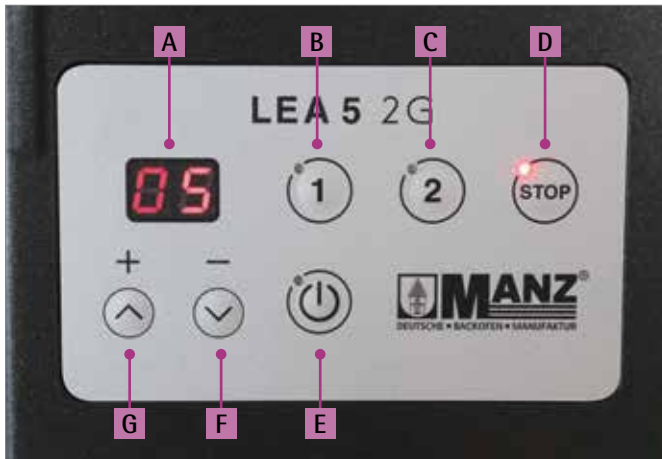 A B C D
LEA 5 2G
05 1 2 STOP
+ −
MANZ®
DEUTSCHE • BACKOFEN • MANUFAKTUR
G F E